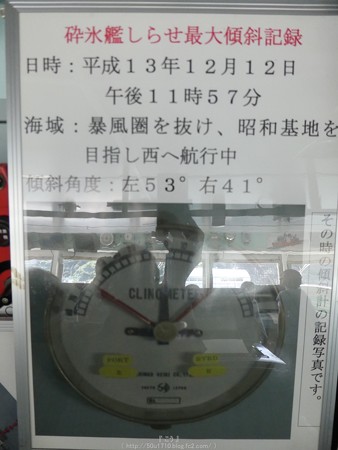 砕氷艦しらせ最大傾斜記録
日時：平成１３年１２月１２日
午後１１時５７分
海域：暴風圏を抜け、昭和基地を
目指し西へ航行中
傾斜角度：左５３° 右４１°
その時の傾斜計の記録写真です。
CLINOMETE
PORT